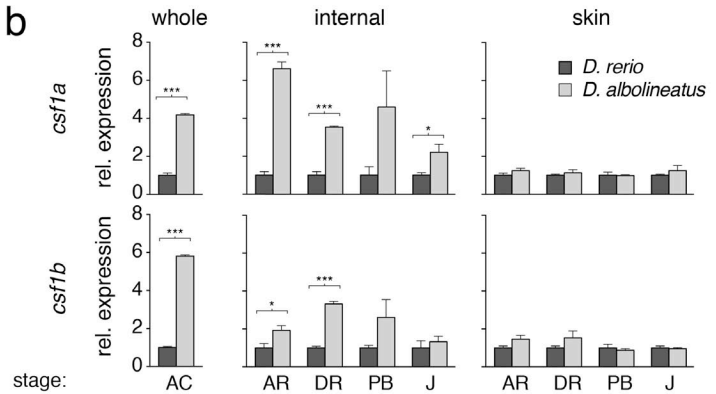 b
whole internal skin
csf1a
rel. expression
8
6
4
2
0
***
***
***
*
D. rerio
D. albolineatus
csf1b
rel. expression
8
6
4
2
0
***
*
***
stage: AC AR DR PB J AR DR PB J